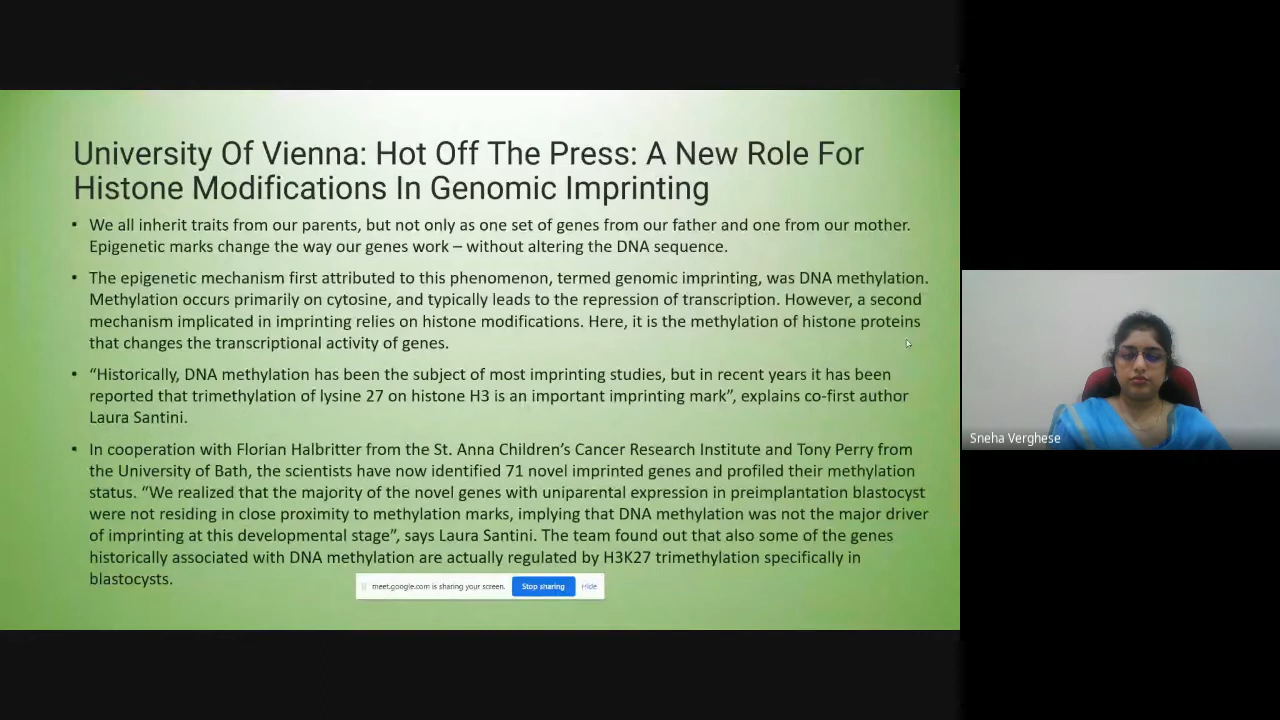 University Of Vienna: Hot Off The Press: A New Role For
Histone Modifications In Genomic Imprinting
• We all inherit traits from our parents, but not only as one set of genes from our father and one from our mother.
Epigenetic marks change the way our genes work – without altering the DNA sequence.
• The epigenetic mechanism first attributed to this phenomenon, termed genomic imprinting, was DNA methylation.
Methylation occurs primarily on cytosine, and typically leads to the repression of transcription. However, a second
mechanism implicated in imprinting relies on histone modifications. Here, it is the methylation of histone proteins
that changes the transcriptional activity of genes.
• “Historically, DNA methylation has been the subject of most imprinting studies, but in recent years it has been
reported that trimethylation of lysine 27 on histone H3 is an important imprinting mark”, explains co-first author
Laura Santini.
• In cooperation with Florian Halbritter from the St. Anna Children’s Cancer Research Institute and Tony Perry from
the University of Bath, the scientists have now identified 71 novel imprinted genes and profiled their methylation
status. “We realized that the majority of the novel genes with uniparental expression in preimplantation blastocyst
were not residing in close proximity to methylation marks, implying that DNA methylation was not the major driver
of imprinting at this developmental stage”, says Laura Santini. The team found out that also some of the genes
historically associated with DNA methylation are actually regulated by H3K27 trimethylation specifically in
blastocysts.
meet.google.com is sharing your screen. Stop sharing Hide
Sneha Verghese